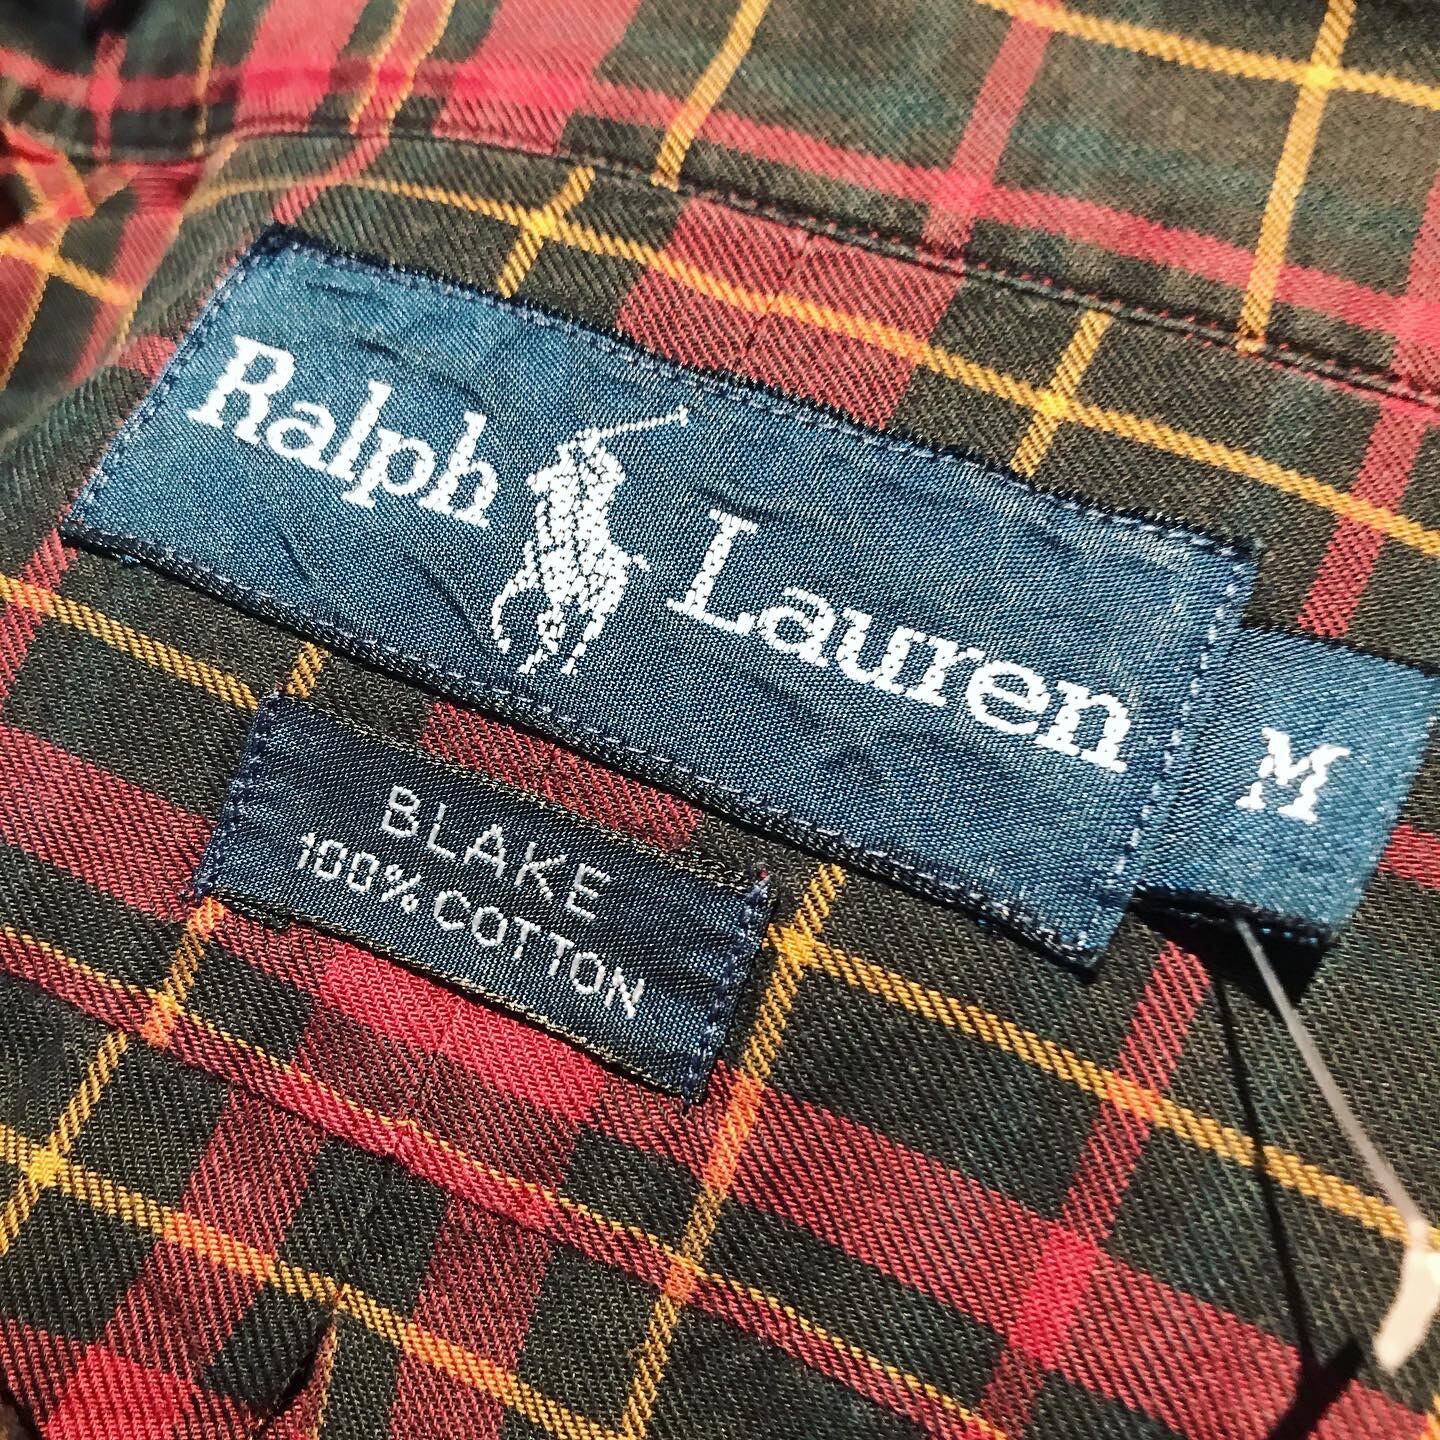 Ralph Lauren
M
BLAKE
100% COTTON